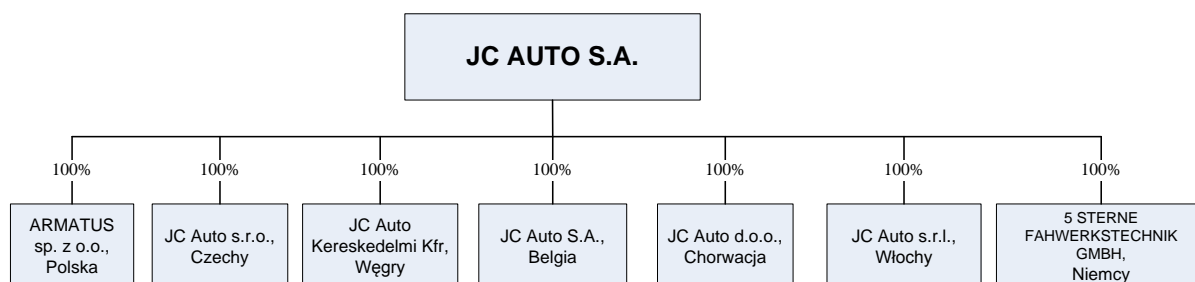 JC AUTO S.A.
100%
100%
100%
100%
100%
100%
100%
ARMATUS
sp. z o.o.,
Polska
JC Auto s.r.o.,
Czechy
JC Auto
Kereskedelmi Kfr,
Węgry
JC Auto S.A.,
Belgia
JC Auto d.o.o.,
Chorwacja
JC Auto s.r.l.,
Włochy
5 STERNE
FAHWERKSTECHNIK
GMBH,
Niemcy